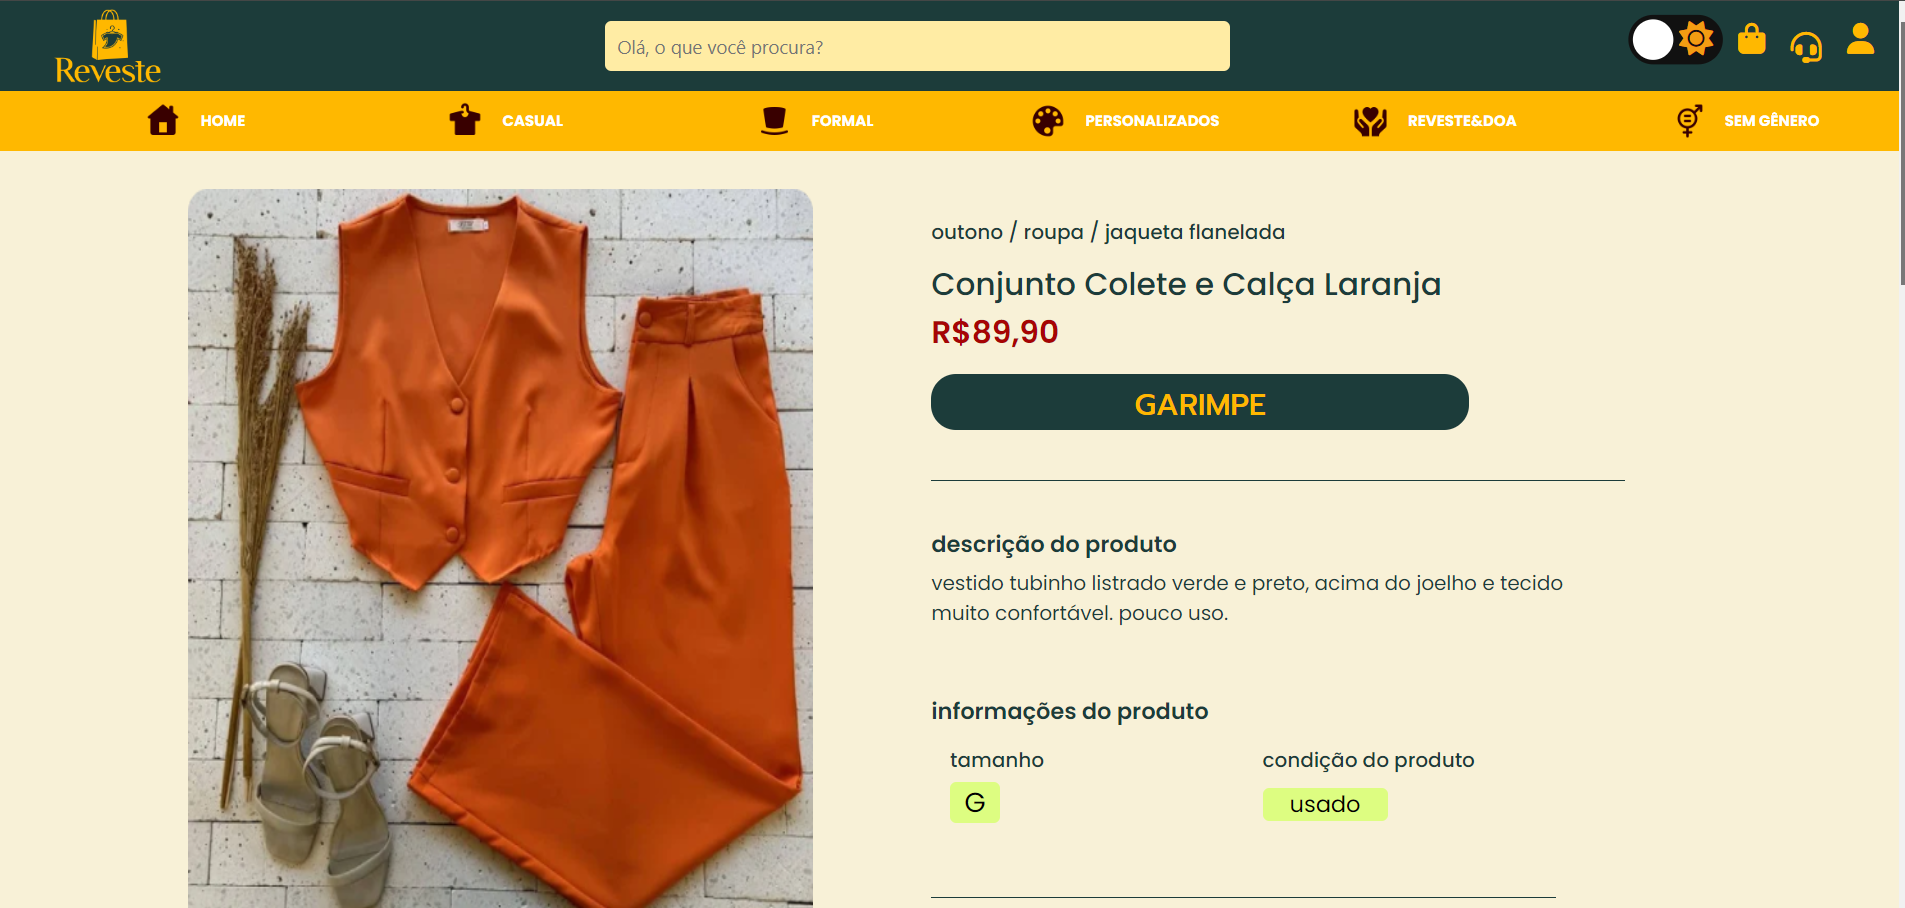 Reveste
Olá, o que você procura?
HOME
CASUAL
FORMAL
PERSONALIZADOS
REVESTE&DOA
SEM GÊNERO
outono / roupa / jaqueta flanelada
Conjunto Colete e Calça Laranja
R$89,90
GARIMPE
descrição do produto
vestido tubinho listrado verde e preto, acima do joelho e tecido
muito confortável. pouco uso.
informações do produto
tamanho
G
condição do produto
usado